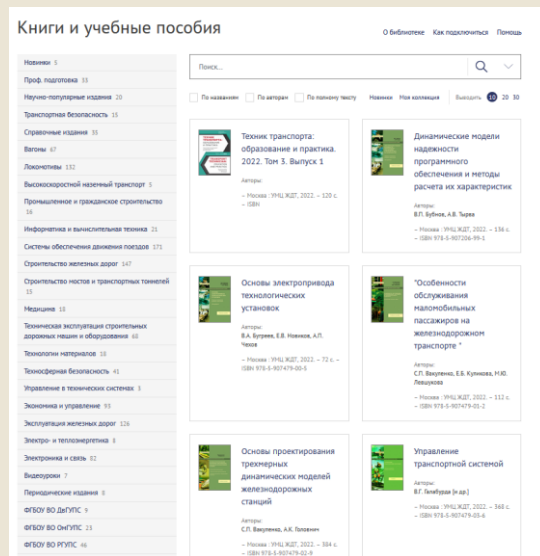 Книги и учебные пособия
О библиотеке Как подключиться Помощь
Новинки 5
Проф. подготовка 33
Научно-популярные издания 20
Транспортная безопасность 15
Справочные издания 35
Вагоны 67
Локомотивы 132
Высокоскоростной наземный транспорт 5
Промышленное и гражданское строительство
16
Информатика и вычислительная техника 21
Системы обеспечения движения поездов 171
Строительство железных дорог 147
Строительство мостов и транспортных тоннелей
15
Медицина 18
Техническая эксплуатация строительных
дорожных машин и оборудования 60
Технологии материалов 18
Техносферная безопасность 41
Управление в технических системах 3
Экономика и управление 93
Эксплуатация железных дорог 126
Электро- и теплоэнергетика 8
Электроника и связь 82
Видеоуроки 7
Периодические издания 8
ФГБОУ ВО ДвГУПС 9
ФГБОУ ВО ОмГУПС 23
ФГБОУ ВО РГУПС 46
Поиск...
По названиям По авторам По полному тексту Новинки Моя коллекция Выводить 10 20 30
Техник транспорта:
образование и практика.
2022. Том 3. Выпуск 1
Авторы:
– Москва : УМЦ ЖДТ, 2022. – 120 с.
– ISBN
Динамические модели
надежности
программного
обеспечения и методы
расчета их характеристик
Авторы:
В.П. Бубнов, А.В. Тырва
– Москва : УМЦ ЖДТ, 2022. – 136 с.
– ISBN 978-5-907206-99-1
Основы электропривода
технологических
установок
Авторы:
В.А. Бугреев, Е.В. Новиков, А.П.
Чехов
– Москва : УМЦ ЖДТ, 2022. – 72 с. –
ISBN 978-5-907479-00-5
"Особенности
обслуживания
маломобильных
пассажиров на
железнодорожном
транспорте "
Авторы:
С.П. Вакуленко, Е.Б. Куликова, М.Ю.
Левшукова
– Москва : УМЦ ЖДТ, 2022. – 112 с.
– ISBN 978-5-907479-01-2
Основы проектирования
трехмерных
динамических моделей
железнодорожных
станций
Авторы:
С.П. Вакуленко, А.К. Головнич
– Москва : УМЦ ЖДТ, 2022. – 304 с.
– ISBN 978-5-907479-02-9
Управление
транспортной системой
Авторы:
В.Г. Галабурда [и др.]
– Москва : УМЦ ЖДТ, 2022. – 368 с.
– ISBN 978-5-907479-05-6